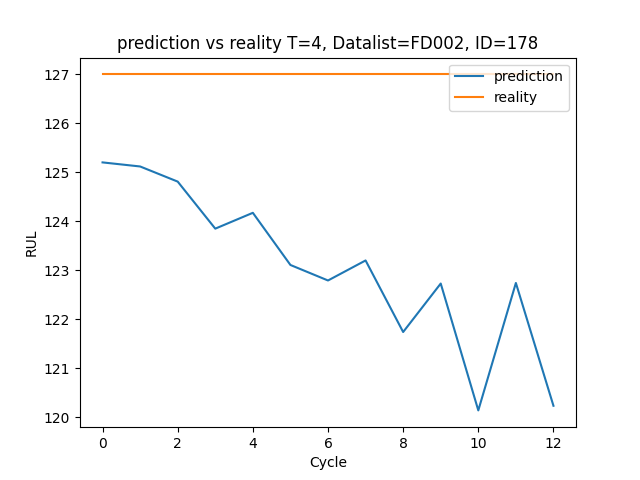 prediction vs reality T=4, Datalist=FD002, ID=178
127
126
125
124
123
122
121
120
RUL
prediction
reality
0 2 4 6 8 10 12
Cycle